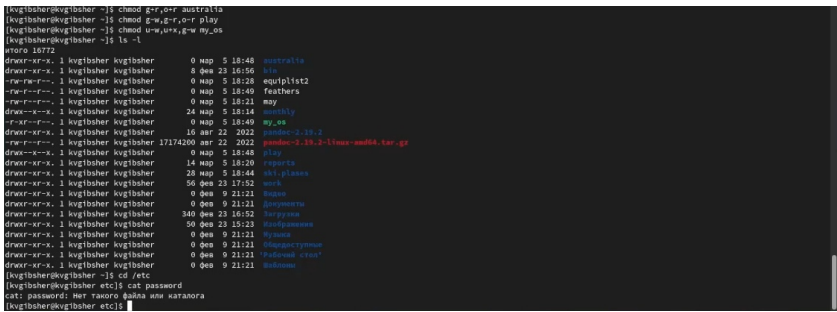 [kvgibsher@kvgibsher ~]$ chmod g+r,o+r australia
[kvgibsher@kvgibsher ~]$ chmod g-w,g-r,o-r play
[kvgibsher@kvgibsher ~]$ chmod u-w,u+x,g-w my_os
[kvgibsher@kvgibsher ~]$ ls -l
итого 16772
drwxr-xr-x. 1 kvgibsher kvgibsher 0 мар 5 18:48 australia
drwxr-xr-x. 1 kvgibsher kvgibsher 8 фев 23 16:56 bin
-rw-rw-r--. 1 kvgibsher kvgibsher 0 мар 5 18:28 equiplist2
-rw-r--r--. 1 kvgibsher kvgibsher 0 мар 5 18:49 feathers
-rw-r--r--. 1 kvgibsher kvgibsher 0 мар 5 18:21 may
drwx--x--x. 1 kvgibsher kvgibsher 24 мар 5 18:14 monthly
-r-xr--r--. 1 kvgibsher kvgibsher 0 мар 5 18:49 my_os
drwxr-xr-x. 1 kvgibsher kvgibsher 16 авг 22 2022 pandoc-2.19.2
-rw-r--r--. 1 kvgibsher kvgibsher 17174200 авг 22 2022 pandoc-2.19.2-linux-amd64.tar.gz
drwx--x--x. 1 kvgibsher kvgibsher 0 мар 5 18:48 play
drwxr-xr-x. 1 kvgibsher kvgibsher 14 мар 5 18:20 reports
drwxr-xr-x. 1 kvgibsher kvgibsher 28 мар 5 18:44 ski.plases
drwxr-xr-x. 1 kvgibsher kvgibsher 56 фев 23 17:52 work
drwxr-xr-x. 1 kvgibsher kvgibsher 0 фев 9 21:21 Видео
drwxr-xr-x. 1 kvgibsher kvgibsher 0 фев 9 21:21 Документы
drwxr-xr-x. 1 kvgibsher kvgibsher 340 фев 23 16:52 Загрузки
drwxr-xr-x. 1 kvgibsher kvgibsher 50 фев 23 15:23 Изображения
drwxr-xr-x. 1 kvgibsher kvgibsher 0 фев 9 21:21 Музыка
drwxr-xr-x. 1 kvgibsher kvgibsher 0 фев 9 21:21 Общедоступные
drwxr-xr-x. 1 kvgibsher kvgibsher 0 фев 9 21:21 'Рабочий стол'
drwxr-xr-x. 1 kvgibsher kvgibsher 0 фев 9 21:21 Шаблоны
[kvgibsher@kvgibsher ~]$ cd /etc
[kvgibsher@kvgibsher etc]$ cat password
cat: password: Нет такого файла или каталога
[kvgibsher@kvgibsher etc]$